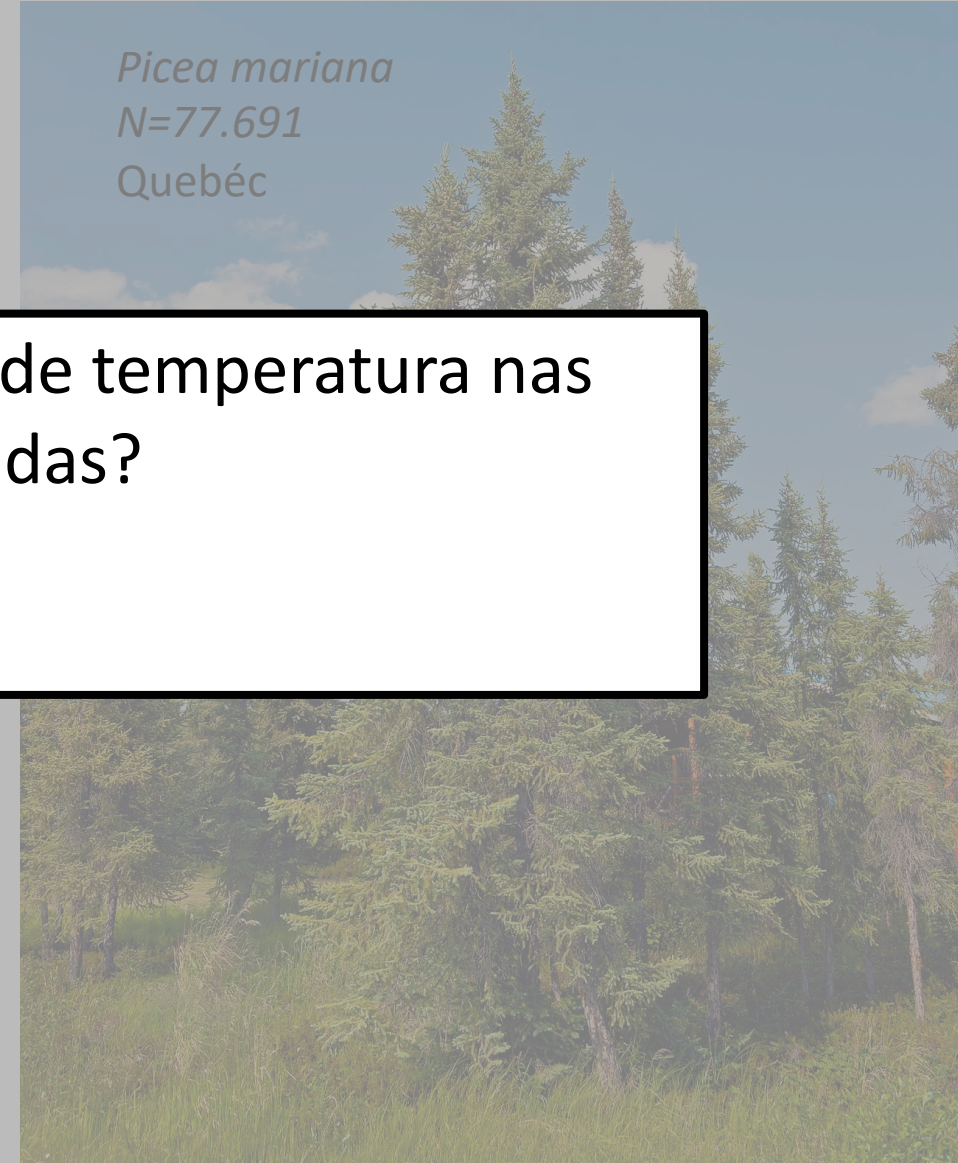 Picea mariana
N=77.691
Quebéc
de temperatura nas
das?